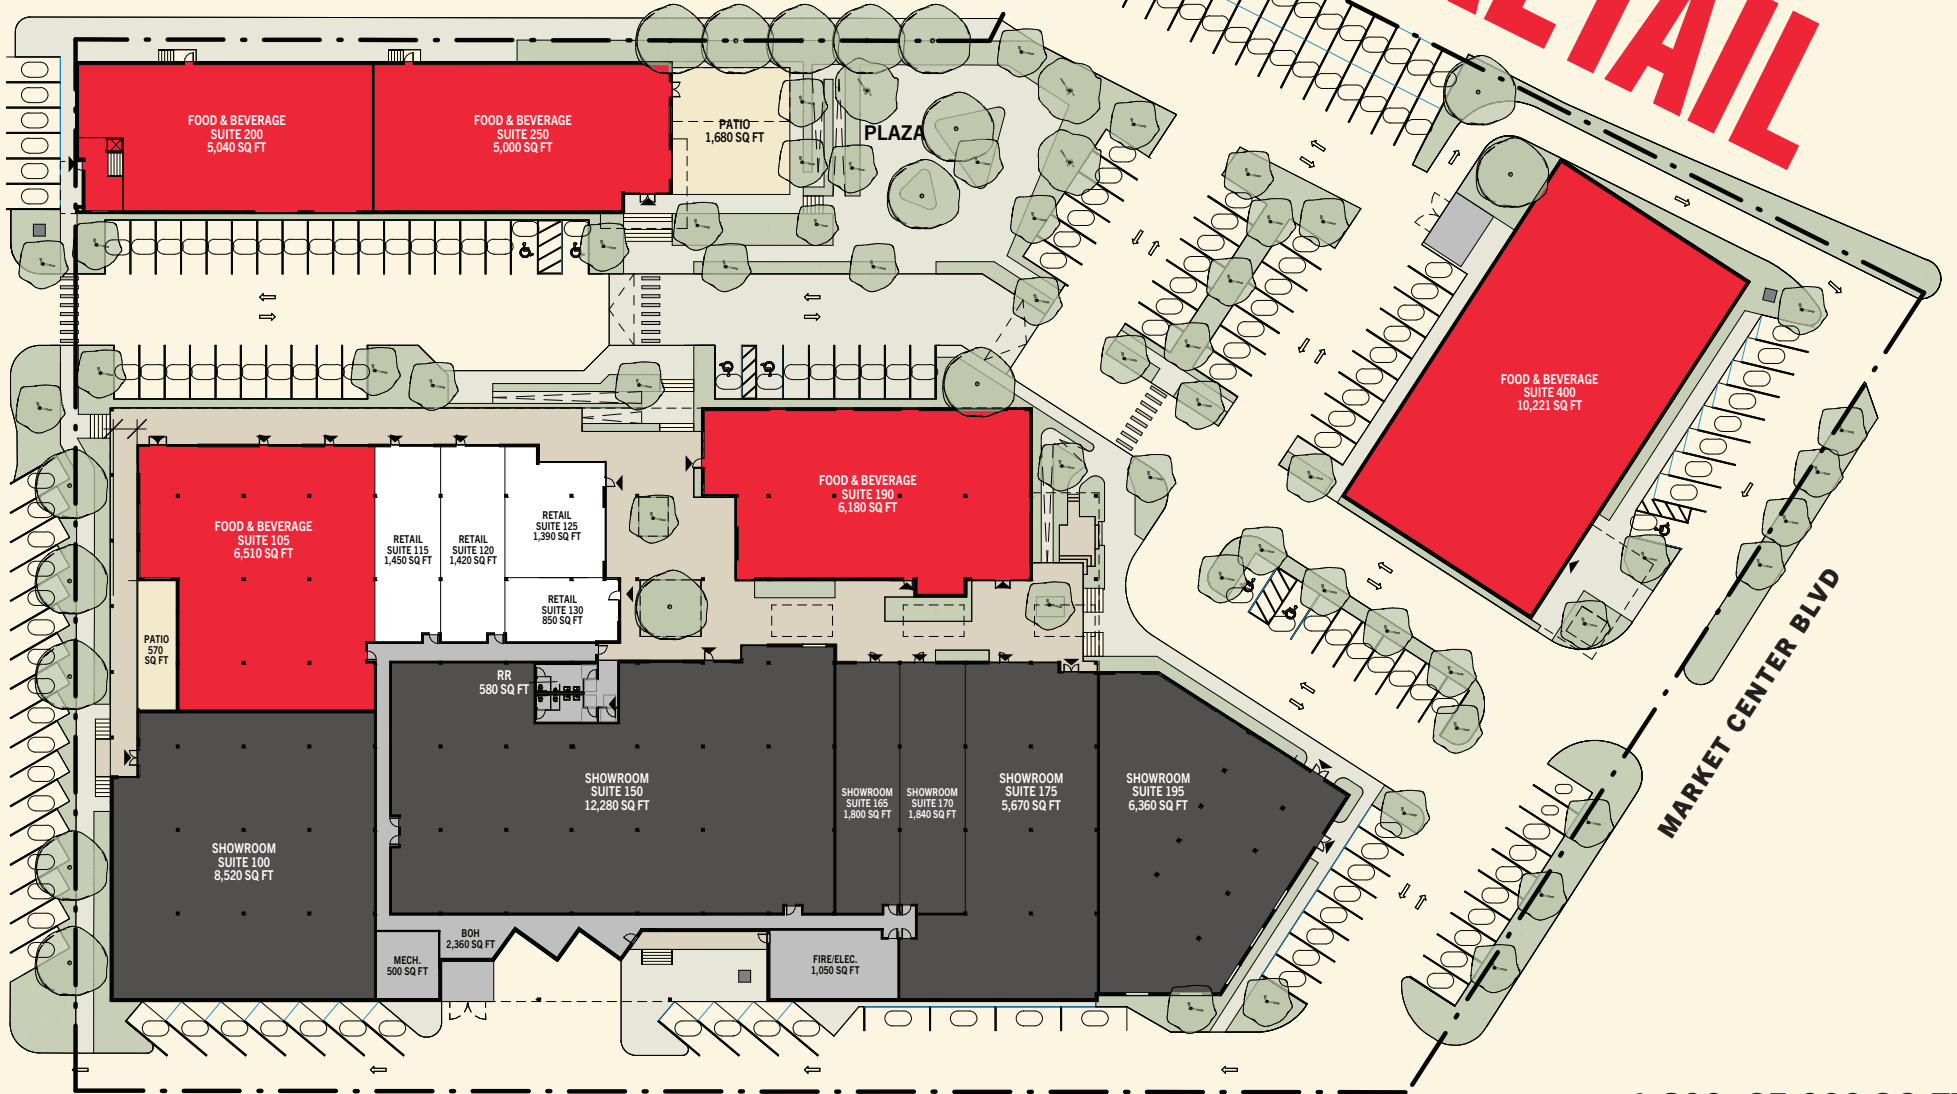 RETAIL
FOOD & BEVERAGE
SUITE 200
5,040 SQ FT
FOOD & BEVERAGE
SUITE 250
5,000 SQ FT
PATIO
1,680 SQ FT
PLAZA
FOOD & BEVERAGE
SUITE 400
10,221 SQ FT
FOOD & BEVERAGE
SUITE 105
6,510 SQ FT
RETAIL
SUITE 115
1,450 SQ FT
RETAIL
SUITE 120
1,420 SQ FT
RETAIL
SUITE 125
1,390 SQ FT
RETAIL
SUITE 130
850 SQ FT
FOOD & BEVERAGE
SUITE 190
6,180 SQ FT
PATIO
570
SQ FT
RR
580 SQ FT
MARKET CENTER BLVD
SHOWROOM
SUITE 100
8,520 SQ FT
SHOWROOM
SUITE 150
12,280 SQ FT
SHOWROOM
SUITE 165
1,800 SQ FT
SHOWROOM
SUITE 170
1,840 SQ FT
SHOWROOM
SUITE 175
5,670 SQ FT
SHOWROOM
SUITE 195
6,360 SQ FT
MECH.
500 SQ FT
BOH
2,360 SQ FT
FIRE/ELEC.
1,050 SQ FT